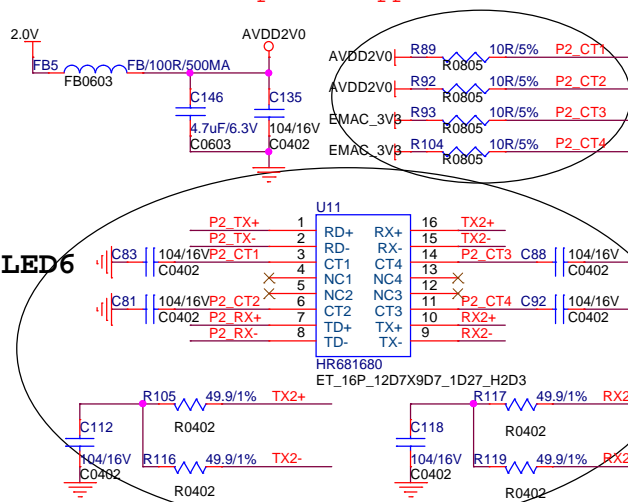 2.0V
AVDD2V0
FB5
FB/100R/500MA
FB0603
C146
4.7uF/6.3V
C0603
C135
104/16V
C0402
AVDD2V0 R89 10R/5% P2_CT1
R0805
AVDD2V0 R92 10R/5% P2_CT2
R0805
EMAC_3V3 R93 10R/5% P2_CT3
R0805
EMAC_3V3 R104 10R/5% P2_CT4
R0805
LED6
U11
P2_TX+ 1 RD+ RX+ 16 TX2+
P2_TX- 2 RD- RX- 15 TX2-
C83 104/16V P2_CT1 3 CT1 CT4 14 P2_CT3 C88 104/16V
C0402 4 NC1 NC4 13 C0402
5 NC2 NC3 12
C81 104/16V P2_CT2 6 CT2 CT3 11 P2_CT4 C92 104/16V
C0402 C0402
P2_RX+ 7 TD+ TX+ 10 RX2+
P2_RX- 8 TD- TX- 9 RX2-
HR681680
ET_16P_12D7X9D7_1D27_H2D3
R105 49.9/1% TX2+
R0402
C112
104/16V
C0402
R116 49.9/1% TX2-
R0402
R117 49.9/1% RX2
R0402
C118
104/16V
C0402
R119 49.9/1% RX2
R0402